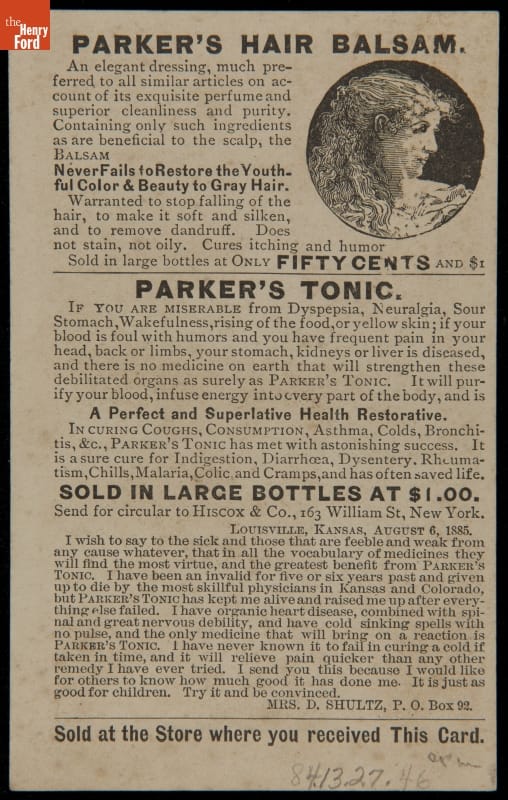 the
Henry
Ford
PARKER'S HAIR BALSAM.
An elegant dressing, much pre-
ferred to all similar articles on ac-
count of its exquisite perfume and
superior cleanliness and purity.
Containing only such ingredients
as are beneficial to the scalp, the
BALSAM
Never Fails to Restore the Youth-
ful Color & Beauty to Gray Hair.
Warranted to stop falling of the
hair, to make it soft and silken,
and to remove dandruff. Does
not stain, not oily. Cures itching and humor
Sold in large bottles at ONLY FIFTY CENTS AND $1
PARKER'S TONIC.
IF YOU ARE MISERABLE from Dyspepsia, Neuralgia, Sour
Stomach, Wakefulness, rising of the food, or yellow skin; if your
blood is foul with humors and you have frequent pain in your
head, back or limbs, your stomach, kidneys or liver is diseased,
and there is no medicine on earth that will strengthen these
debilitated organs as surely as PARKER'S TONIC. It will pur-
ify your blood, infuse energy into every part of the body, and is
A Perfect and Superlative Health Restorative.
IN CURING COUGHS, CONSUMPTION, Asthma, Colds, Bronchi-
tis, &c., PARKER'S TONIC has met with astonishing success. It
is a sure cure for Indigestion, Diarrhœa, Dysentery, Rheuma-
tism, Chills, Malaria, Colic and Cramps, and has often saved life.
SOLD IN LARGE BOTTLES AT $1.00.
Send for circular to HISCOX & CO., 163 William St, New York.
LOUISVILLE, KANSAS, AUGUST 6, 1885.
I wish to say to the sick and those that are feeble and weak from
any cause whatever, that in all the vocabulary of medicines they
will find the most virtue, and the greatest benefit from PARKER'S
TONIC. I have been an invalid for five or six years past and given
up to die by the most skillful physicians in Kansas and Colorado,
but PARKER'S TONIC has kept me alive and raised me up after every-
thing else failed. I have organic heart disease, combined with spi-
nal and great nervous debility, and have cold sinking spells with
no pulse, and the only medicine that will bring on a reaction is
PARKER'S TONIC. I have never known it to fail in curing a cold if
taken in time, and it will relieve pain quicker than any other
remedy I have ever tried. I send you this because I would like
for others to know how much good it has done me. It is just as
good for children. Try it and be convinced.
MRS. D. SHULTZ, P. O. Box 92.
Sold at the Store where you received This Card.
84.13.27.46